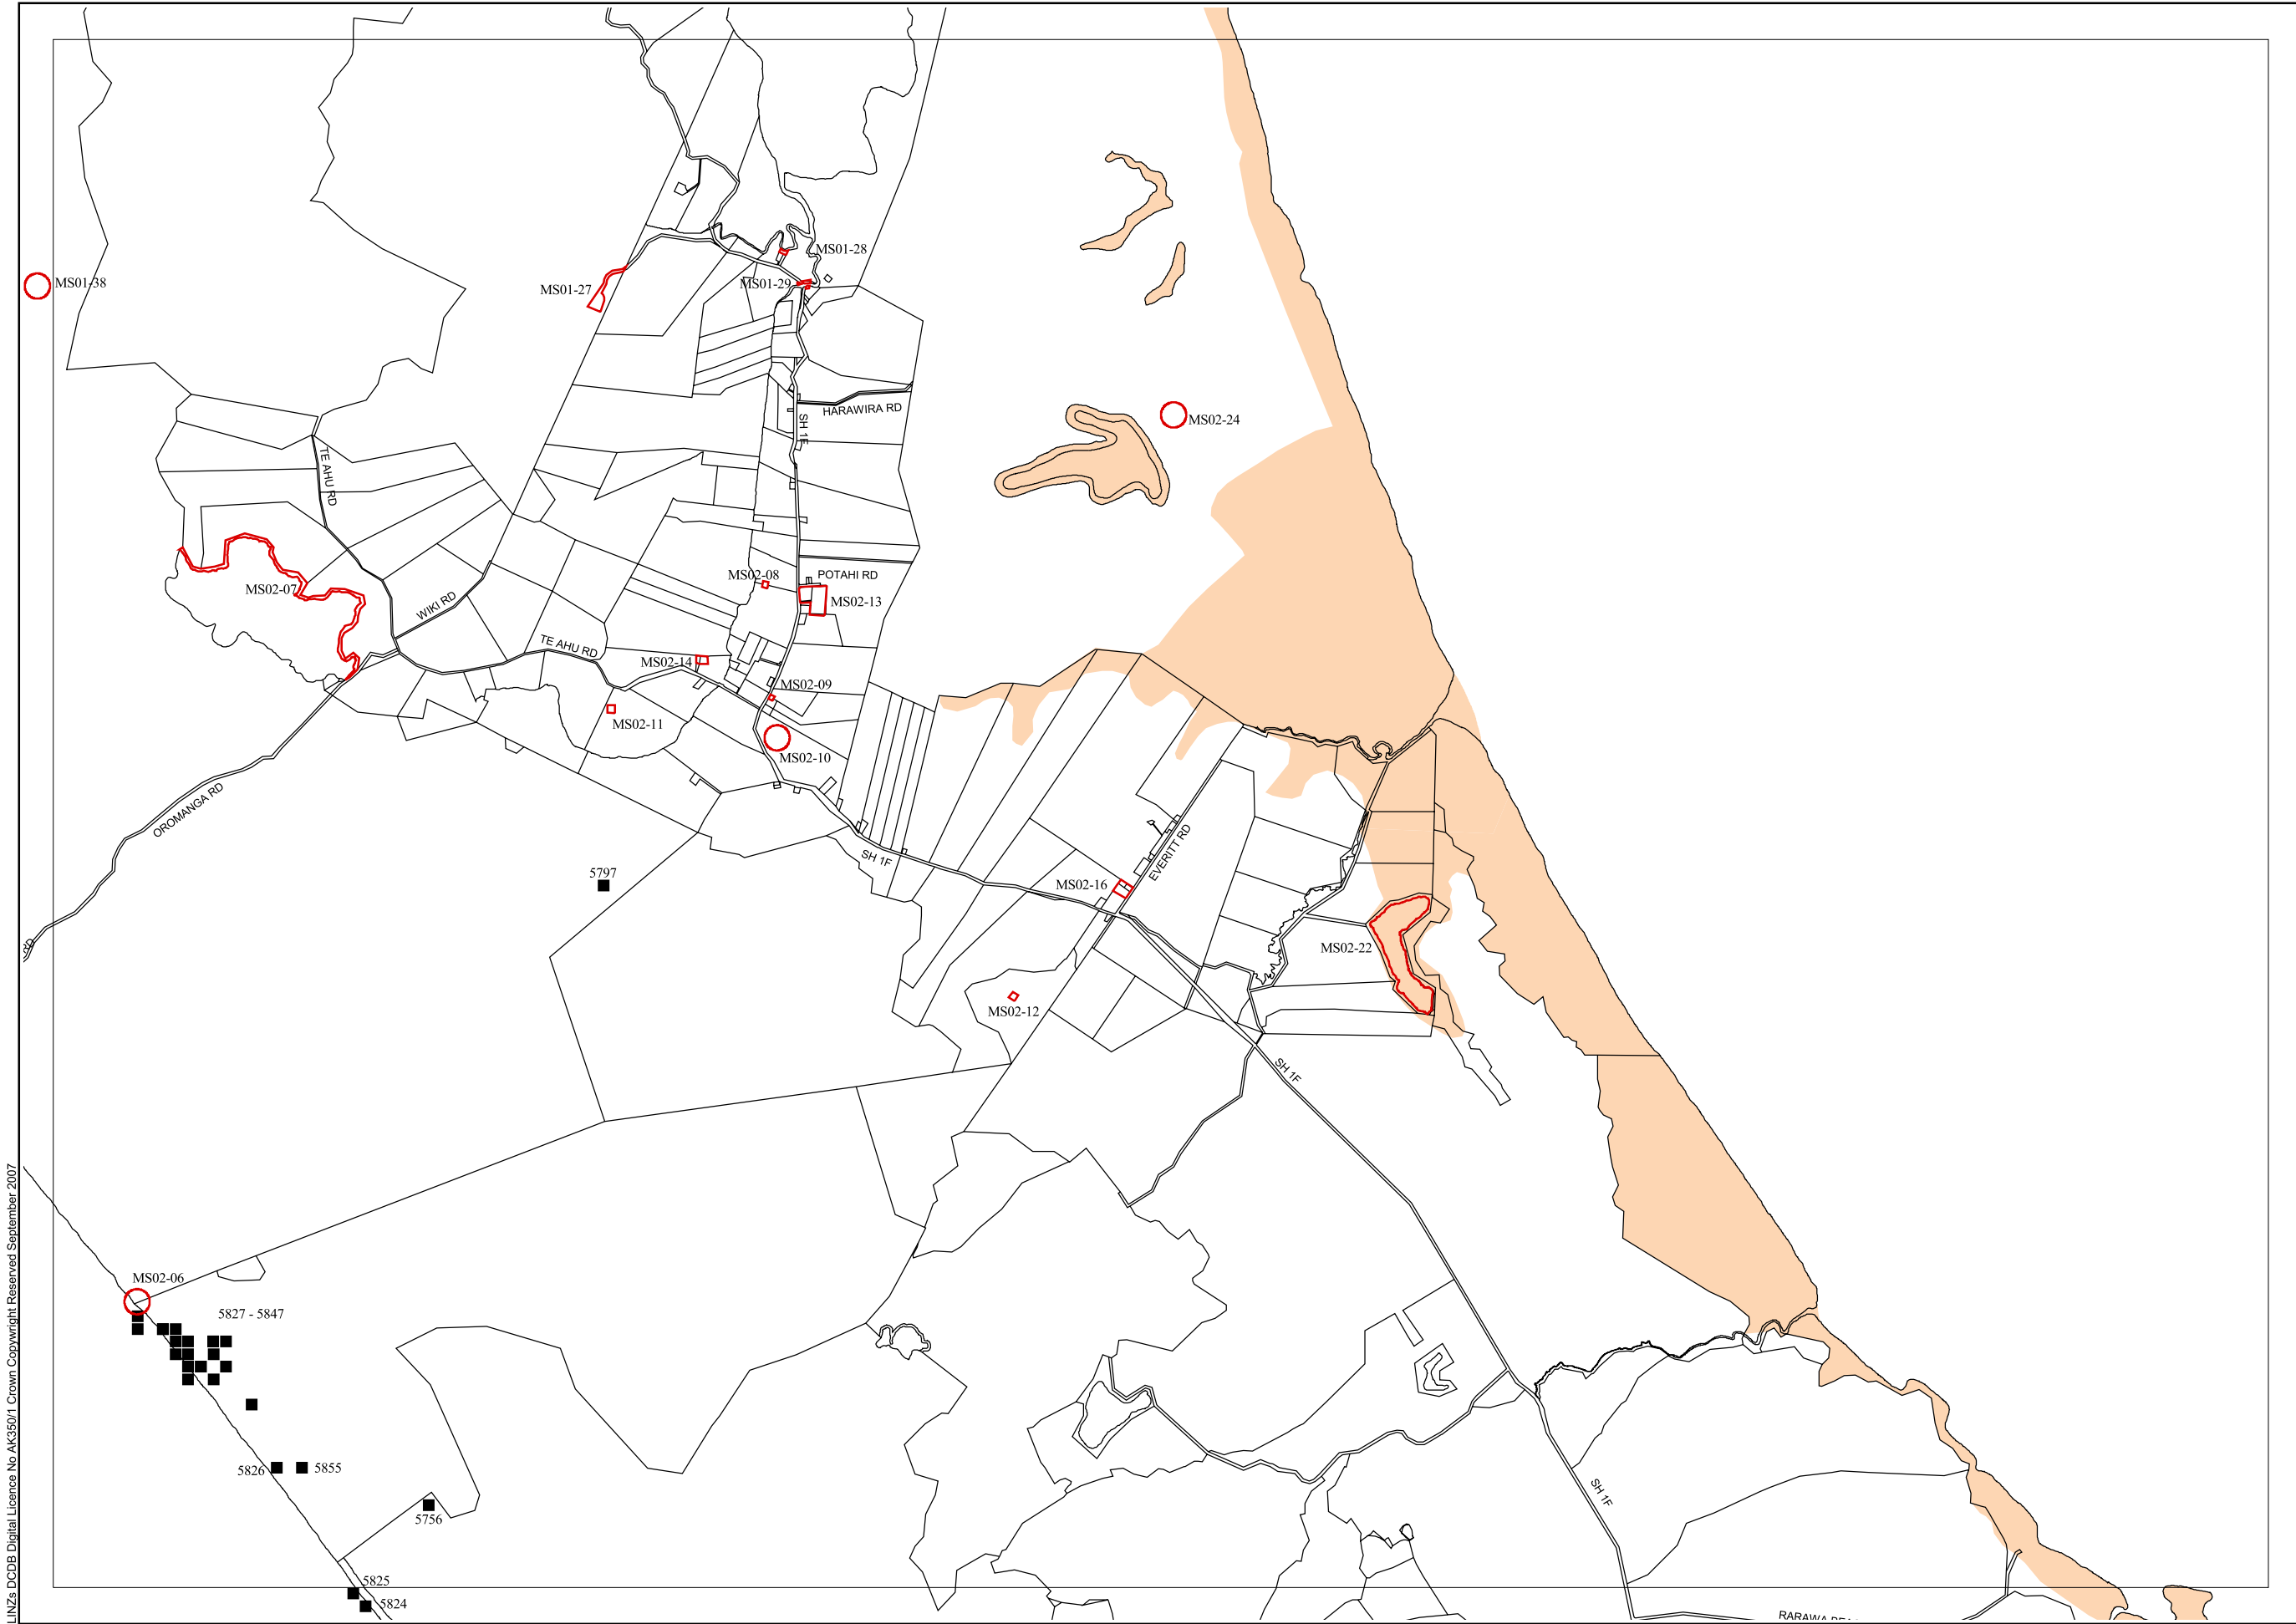 MS01-28
MS01-38
MS01-27
MS01-29
HARAWIRA RD
SH 1F
MS02-24
TE AHU RD
MS02-08
POTAHI RD
MS02-07
WIKI RD
MS02-13
TE AHU RD
MS02-14
MS02-09
MS02-11
MS02-10
OROMANGA RD
EVERITT RD
SH 1F
5797
MS02-16
RD
MS02-22
MS02-12
SH 1F
LINZs DCDB Digital Licence No AK350/1 Crown Copywright Reserved September 2007
MS02-06
5827 - 5847
5826
5855
SH 1F
5756
5825
5824